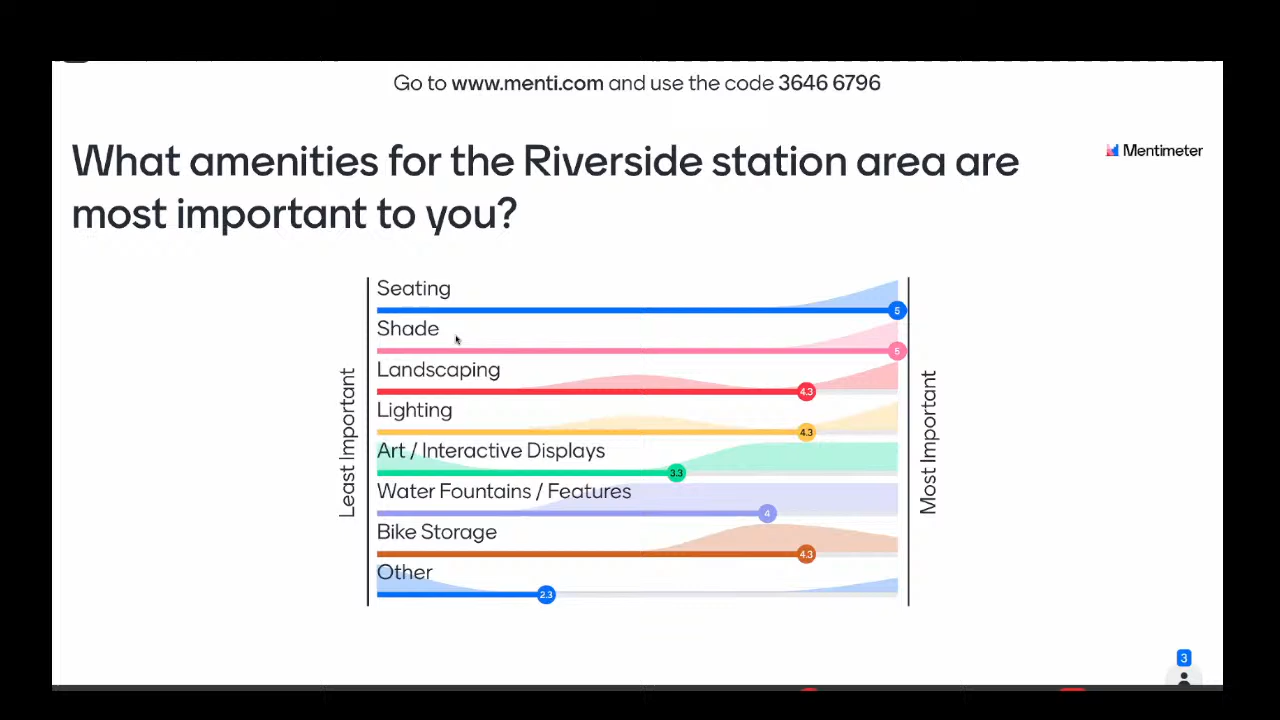 Go to www.menti.com and use the code 3646 6796
What amenities for the Riverside station area are
most important to you?
Mentimeter
Least Important
Seating
5
Shade
5
Landscaping
4.3
Lighting
4.3
Art / Interactive Displays
3.3
Water Fountains / Features
4
Bike Storage
4.3
Other
2.3
Most Important
3